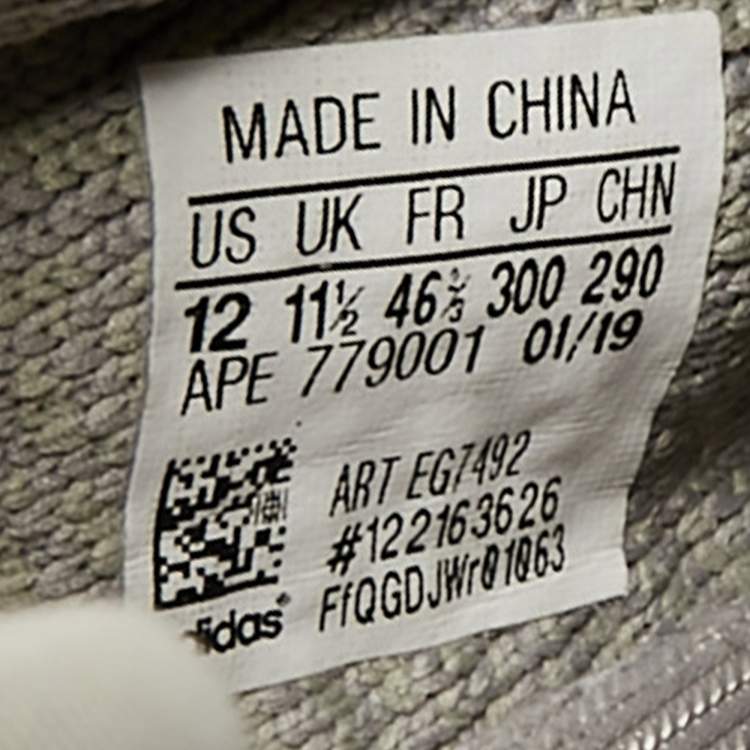 MADE IN CHINA
US UK FR JP CHN
12 11½ 46⅔ 300 290
APE 779001 01/19
ART EG7492
#122163626
FfQGDJWr01063
adidas